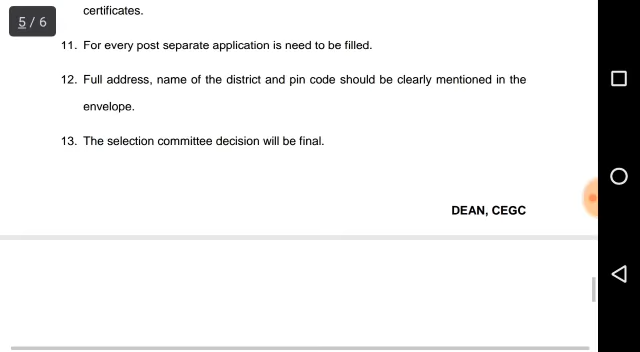 certificates.
5 / 6
11. For every post separate application is need to be filled.
12. Full address, name of the district and pin code should be clearly mentioned in the
envelope.
13. The selection committee decision will be final.
DEAN, CEGC